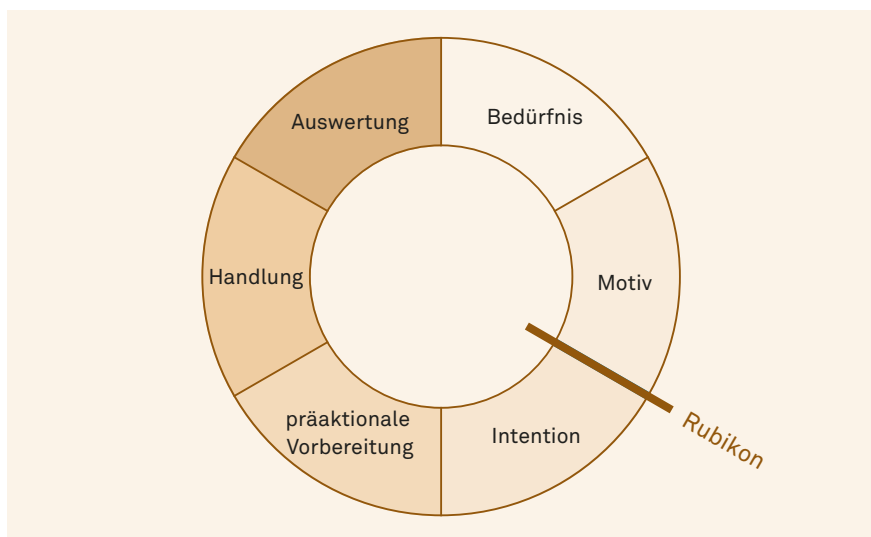 Bedürfnis
Motiv
Rubikon
Intention
präaktionale
Vorbereitung
Handlung
Auswertung